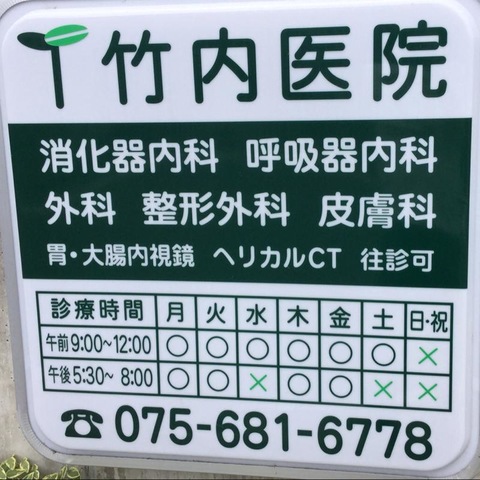 竹内医院
消化器内科 呼吸器内科
外科 整形外科 皮膚科
胃・大腸内視鏡 ヘリカルCT 往診可
診療時間 月 火 水 木 金 土 日・祝
午前9:00~12:00 ○ ○ ○ ○ ○ ○ ×
午後5:30~ 8:00 ○ ○ × ○ ○ × ×
☎075-681-6778